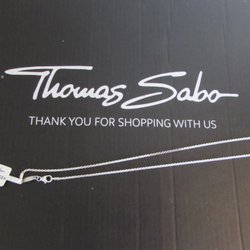 Thomas Sabo
THANK YOU FOR SHOPPING WITH US